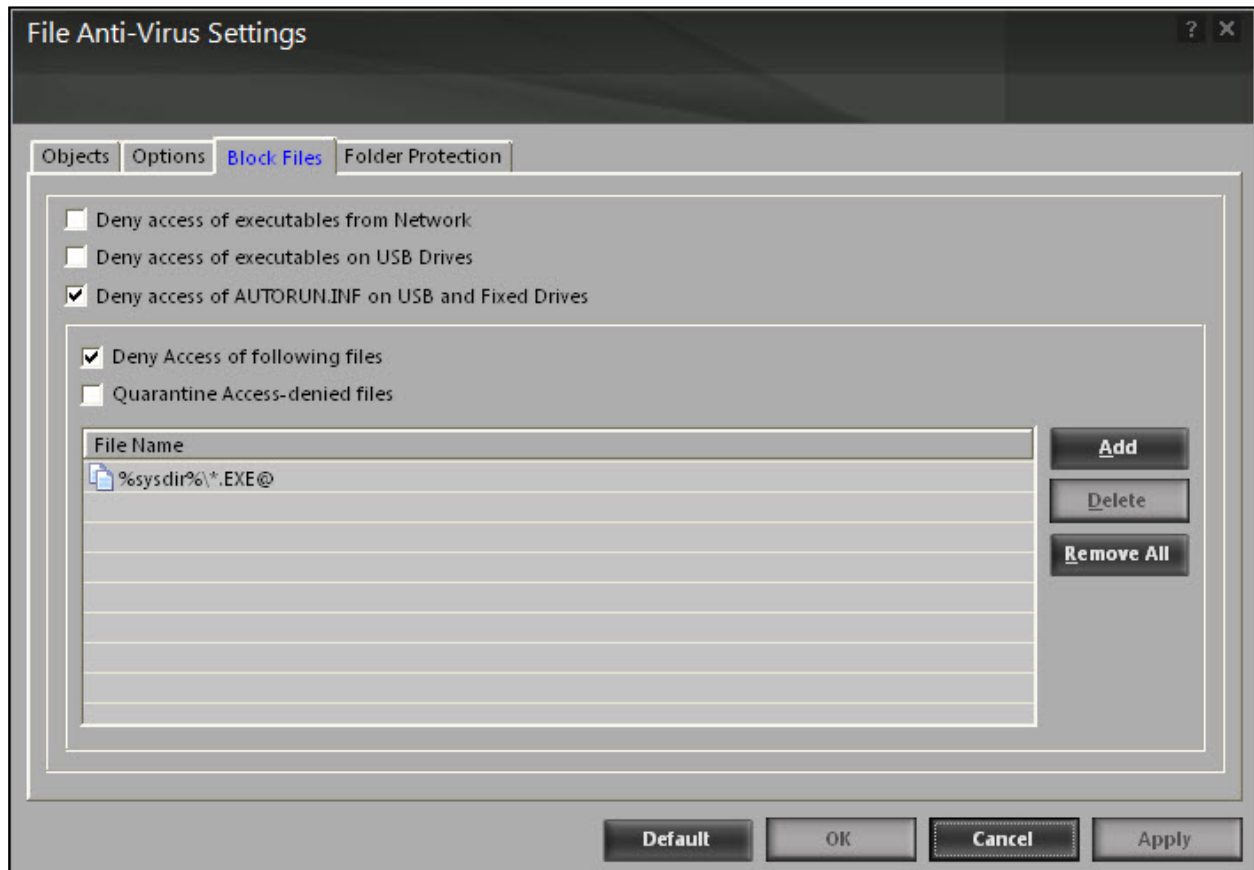 File Anti-Virus Settings
? X
Objects Options Block Files Folder Protection
Deny access of executables from Network
Deny access of executables on USB Drives
Deny access of AUTORUN.INF on USB and Fixed Drives
Deny Access of following files
Quarantine Access-denied files
File Name
%sysdir%\*.EXE@
Add
Delete
Remove All
Default OK Cancel Apply